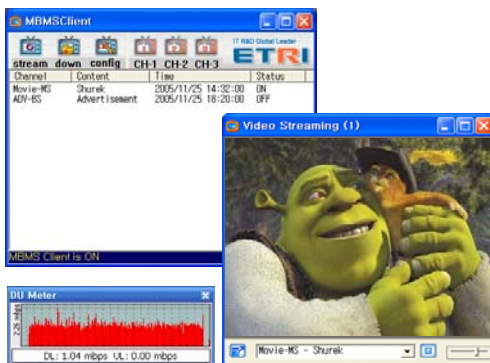 MBMSClient
IT R&D Global Leader
ETRI
stream down config CH-1 CH-2 CH-3
Channel Content Time Status
Movie-MS Shurek 2005/11/25 14:32:00 ON
ADV-BS Advertisement 2005/11/25 18:20:00 OFF
Video Streaming (1)
MBMS Client is ON
DU Meter
2.26 mbps
DL: 1.04 mbps UL: 0.00 mbps
Movie-MS - Shurek